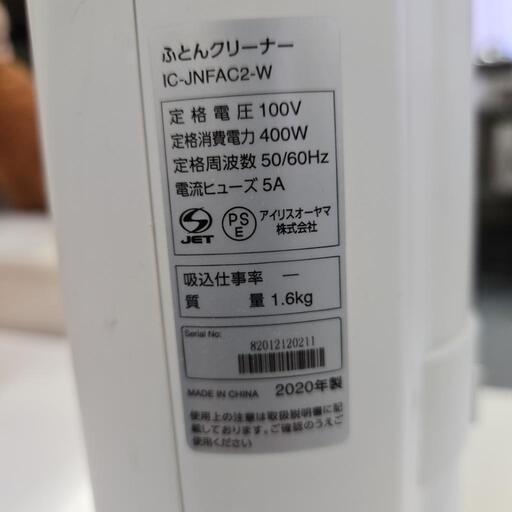 ふとんクリーナー
IC-JNFAC2-W
定格電圧 100V
定格消費電力 400W
定格周波数 50/60Hz
電流ヒューズ 5A
JET
PS
E
アイリスオーヤマ
株式会社
吸込仕事率 —
質量 1.6kg
Serial No:
82012120211
MADE IN CHINA 2020年製
使用上の注意は取扱説明書に記
載しております。ご確認のうえご
使用ください